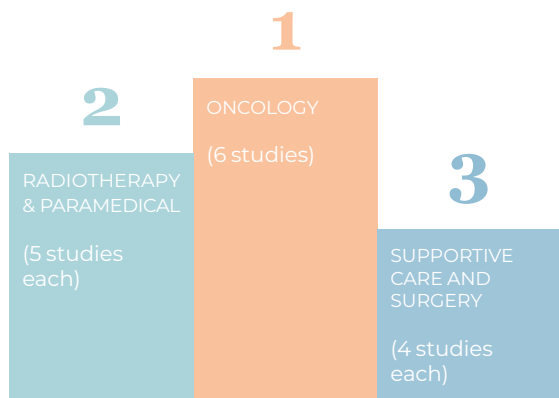 1
ONCOLOGY
(6 studies)
2
RADIOTHERAPY
& PARAMEDICAL
(5 studies
each)
3
SUPPORTIVE
CARE AND
SURGERY
(4 studies
each)